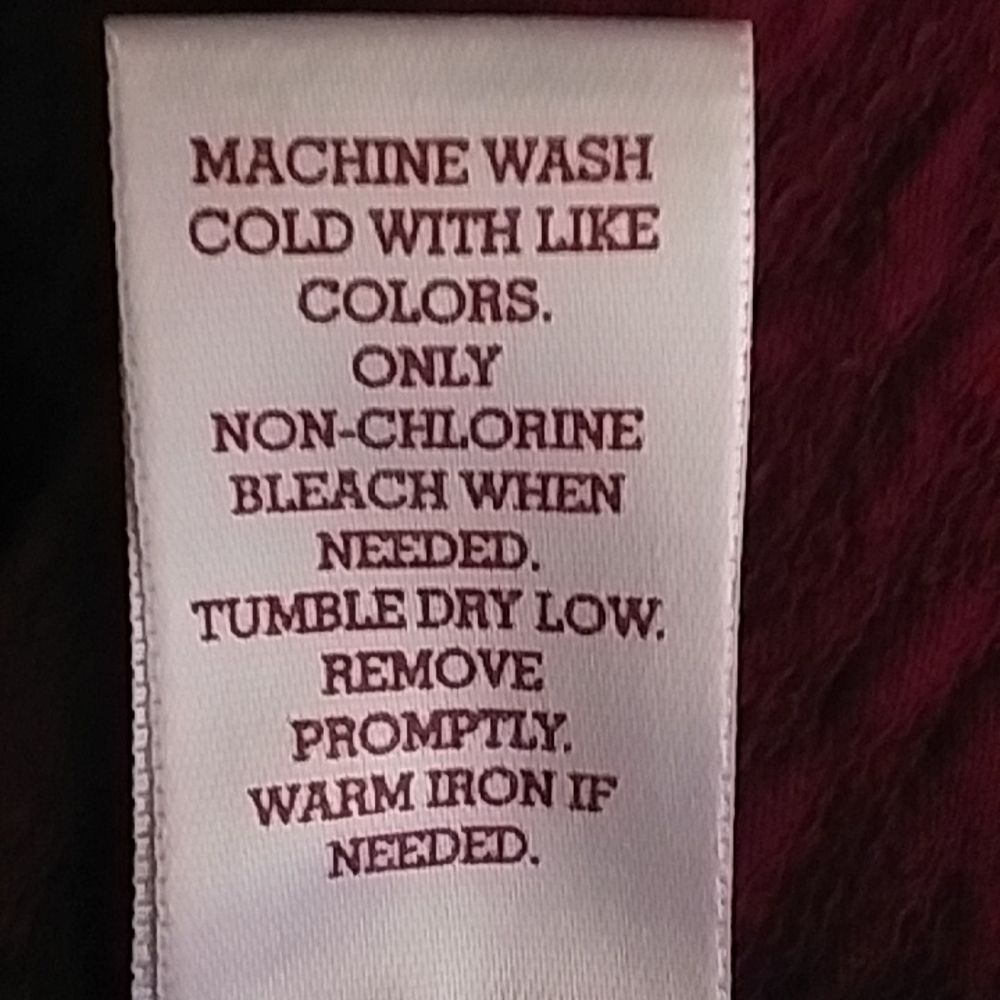 MACHINE WASH
COLD WITH LIKE
COLORS.
ONLY
NON-CHLORINE
BLEACH WHEN
NEEDED.
TUMBLE DRY LOW.
REMOVE
PROMPTLY.
WARM IRON IF
NEEDED.